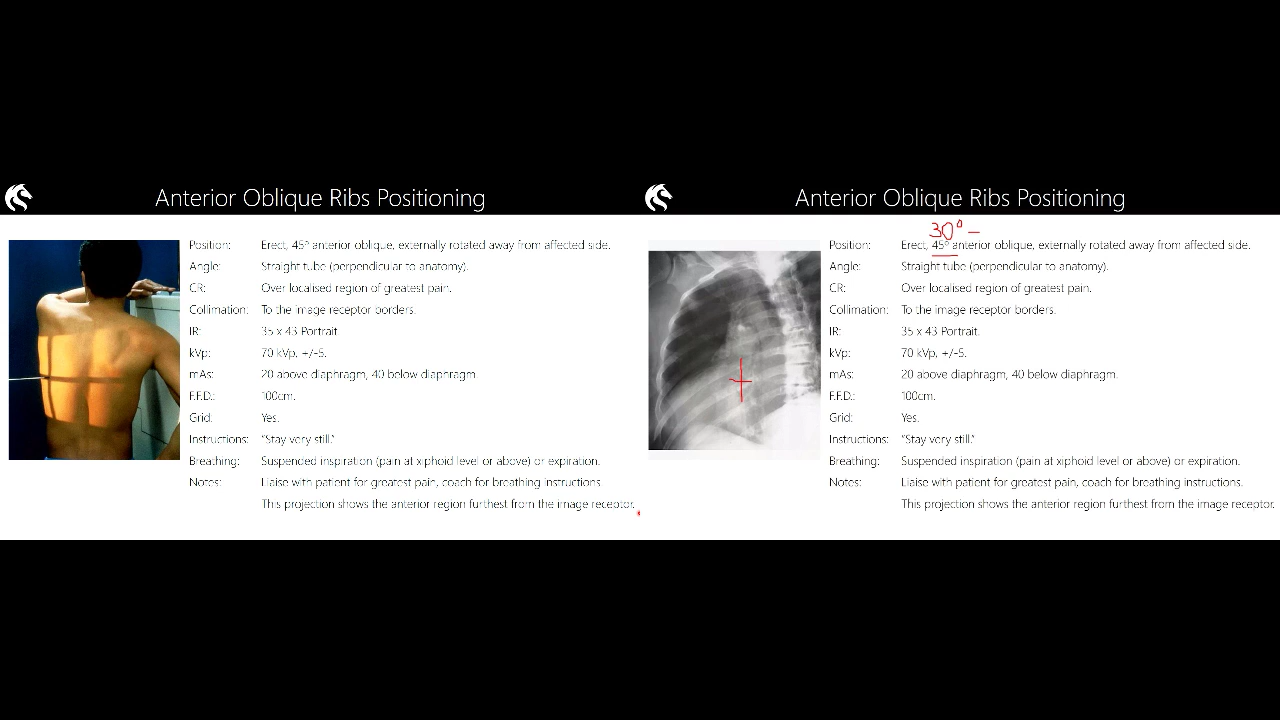 Anterior Oblique Ribs Positioning
Position: Erect, 45° anterior oblique, externally rotated away from affected side.
Angle: Straight tube (perpendicular to anatomy).
CR: Over localised region of greatest pain.
Collimation: To the image receptor borders.
IR: 35 x 43 Portrait
kVp: 70 kVp, +/-5.
mAs: 20 above diaphragm, 40 below diaphragm.
F.F.D.: 100cm.
Grid: Yes.
Instructions: "Stay very still."
Breathing: Suspended inspiration (pain at xiphoid level or above) or expiration.
Notes: Liaise with patient for greatest pain, coach for breathing instructions.
This projection shows the anterior region furthest from the image receptor.
Anterior Oblique Ribs Positioning
30° –
Position: Erect, 45° anterior oblique, externally rotated away from affected side.
Angle: Straight tube (perpendicular to anatomy).
CR: Over localised region of greatest pain.
Collimation: To the image receptor borders.
IR: 35 x 43 Portrait.
kVp: 70 kVp, +/-5.
mAs: 20 above diaphragm, 40 below diaphragm.
F.F.D.: 100cm.
Grid: Yes.
Instructions: "Stay very still."
Breathing: Suspended inspiration (pain at xiphoid level or above) or expiration.
Notes: Liaise with patient for greatest pain, coach for breathing instructions.
This projection shows the anterior region furthest from the image receptor.